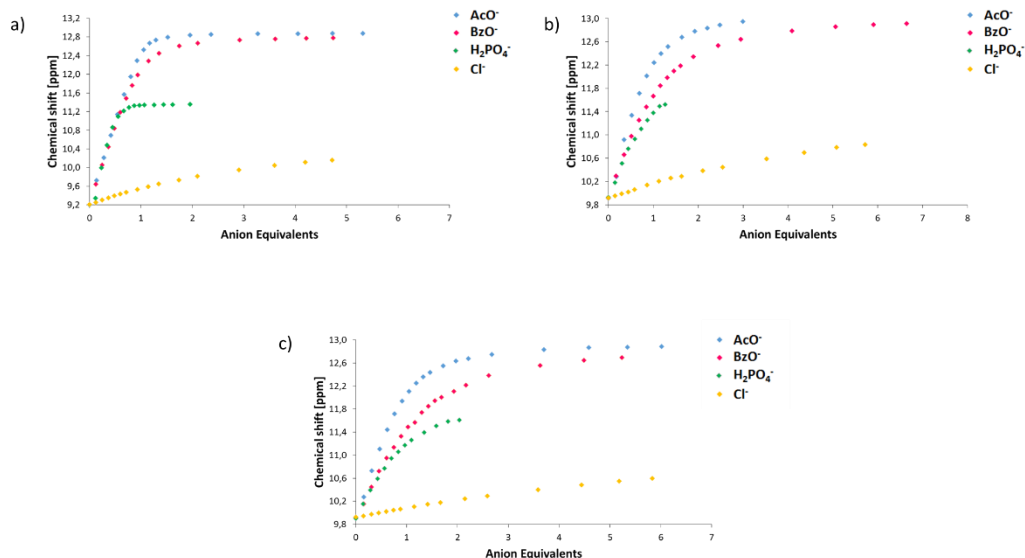 a)
Chemical shift [ppm]
13,2
12,8
12,4
12,0
11,6
11,2
10,8
10,4
10,0
9,6
9,2
0 1 2 3 4 5 6 7
Anion Equivalents
AcO⁻
BzO⁻
H₂PO₄⁻
Cl⁻
b)
Chemical shift [ppm]
13,0
12,6
12,2
11,8
11,4
11,0
10,6
10,2
9,8
0 1 2 3 4 5 6 7 8
Anion Equivalents
AcO⁻
BzO⁻
H₂PO₄⁻
Cl⁻
c)
Chemical shift [ppm]
13,0
12,6
12,2
11,8
11,4
11,0
10,6
10,2
9,8
0 1 2 3 4 5 6 7
Anion Equivalents
AcO⁻
BzO⁻
H₂PO₄⁻
Cl⁻